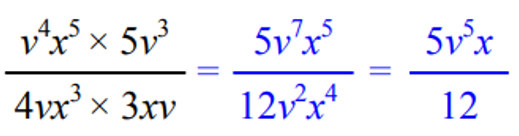 v⁴x⁵ × 5v³ / 4vx³ × 3xv = 5v⁷x⁵ / 12v²x⁴ = 5v⁵x / 12